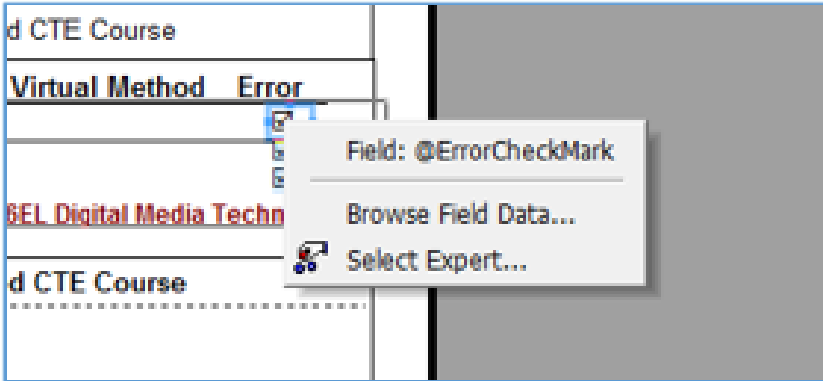 d CTE Course
Virtual Method Error
Field: @ErrorCheckMark
Browse Field Data...
6EL Digital Media Techn
Select Expert...
d CTE Course